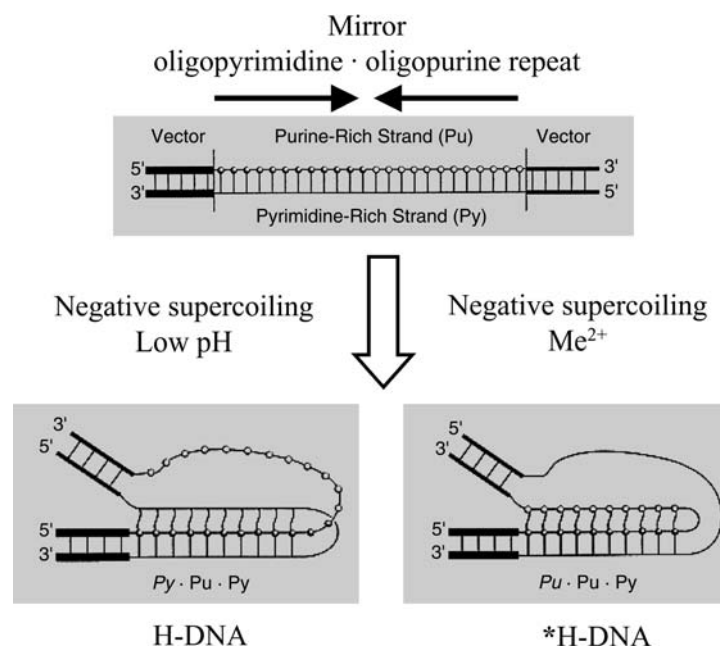 Mirror
oligopyrimidine · oligopurine repeat
Vector Purine-Rich Strand (Pu) Vector
5' 3'
3' 5'
Pyrimidine-Rich Strand (Py)
Negative supercoiling
Low pH
Negative supercoiling
Me²⁺
3'
5'
5'
3'
Py · Pu · Py
H-DNA
5'
3'
5'
3'
Pu · Pu · Py
*H-DNA